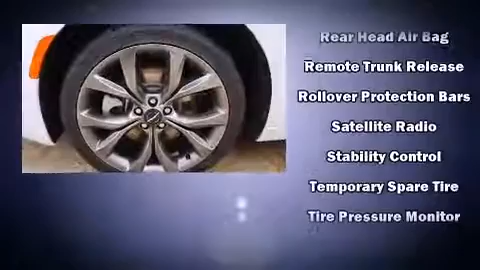 Rear Head Air Bag
Remote Trunk Release
Rollover Protection Bars
Satellite Radio
Stability Control
Temporary Spare Tire
Tire Pressure Monitor